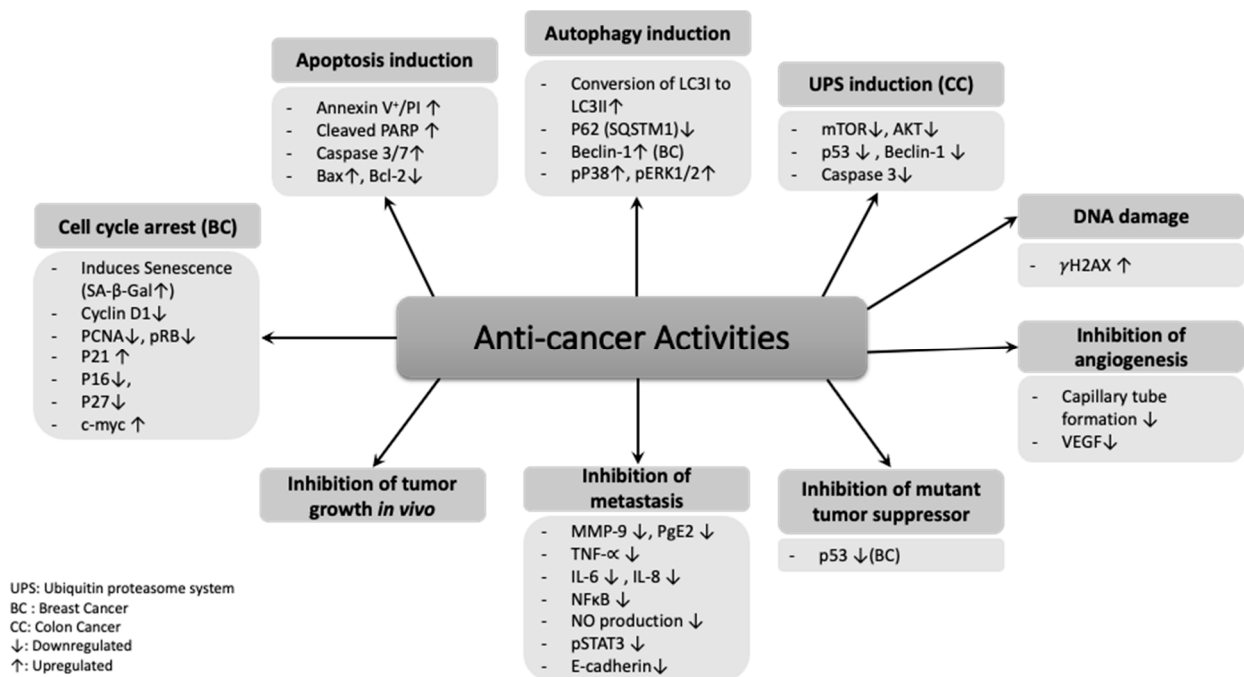 Autophagy induction
- Conversion of LC3I to
LC3II↑
- P62 (SQSTM1)↓
- Beclin-1↑ (BC)
- pP38↑, pERK1/2↑
Apoptosis induction
- Annexin V⁺/PI ↑
- Cleaved PARP ↑
- Caspase 3/7↑
- Bax↑, Bcl-2↓
UPS induction (CC)
- mTOR↓, AKT↓
- p53 ↓ , Beclin-1 ↓
- Caspase 3↓
Cell cycle arrest (BC)
- Induces Senescence
(SA-β-Gal↑)
- Cyclin D1↓
- PCNA↓, pRB↓
- P21 ↑
- P16↓,
- P27↓
- c-myc ↑
DNA damage
- γH2AX ↑
Anti-cancer Activities
Inhibition of
angiogenesis
- Capillary tube
formation ↓
- VEGF↓
Inhibition of tumor
growth in vivo
Inhibition of
metastasis
- MMP-9 ↓, PgE2 ↓
- TNF-∝ ↓
- IL-6 ↓ , IL-8 ↓
- NFκB ↓
- NO production ↓
- pSTAT3 ↓
- E-cadherin↓
Inhibition of mutant
tumor suppressor
- p53 ↓(BC)
UPS: Ubiquitin proteasome system
BC : Breast Cancer
CC: Colon Cancer
↓: Downregulated
↑: Upregulated